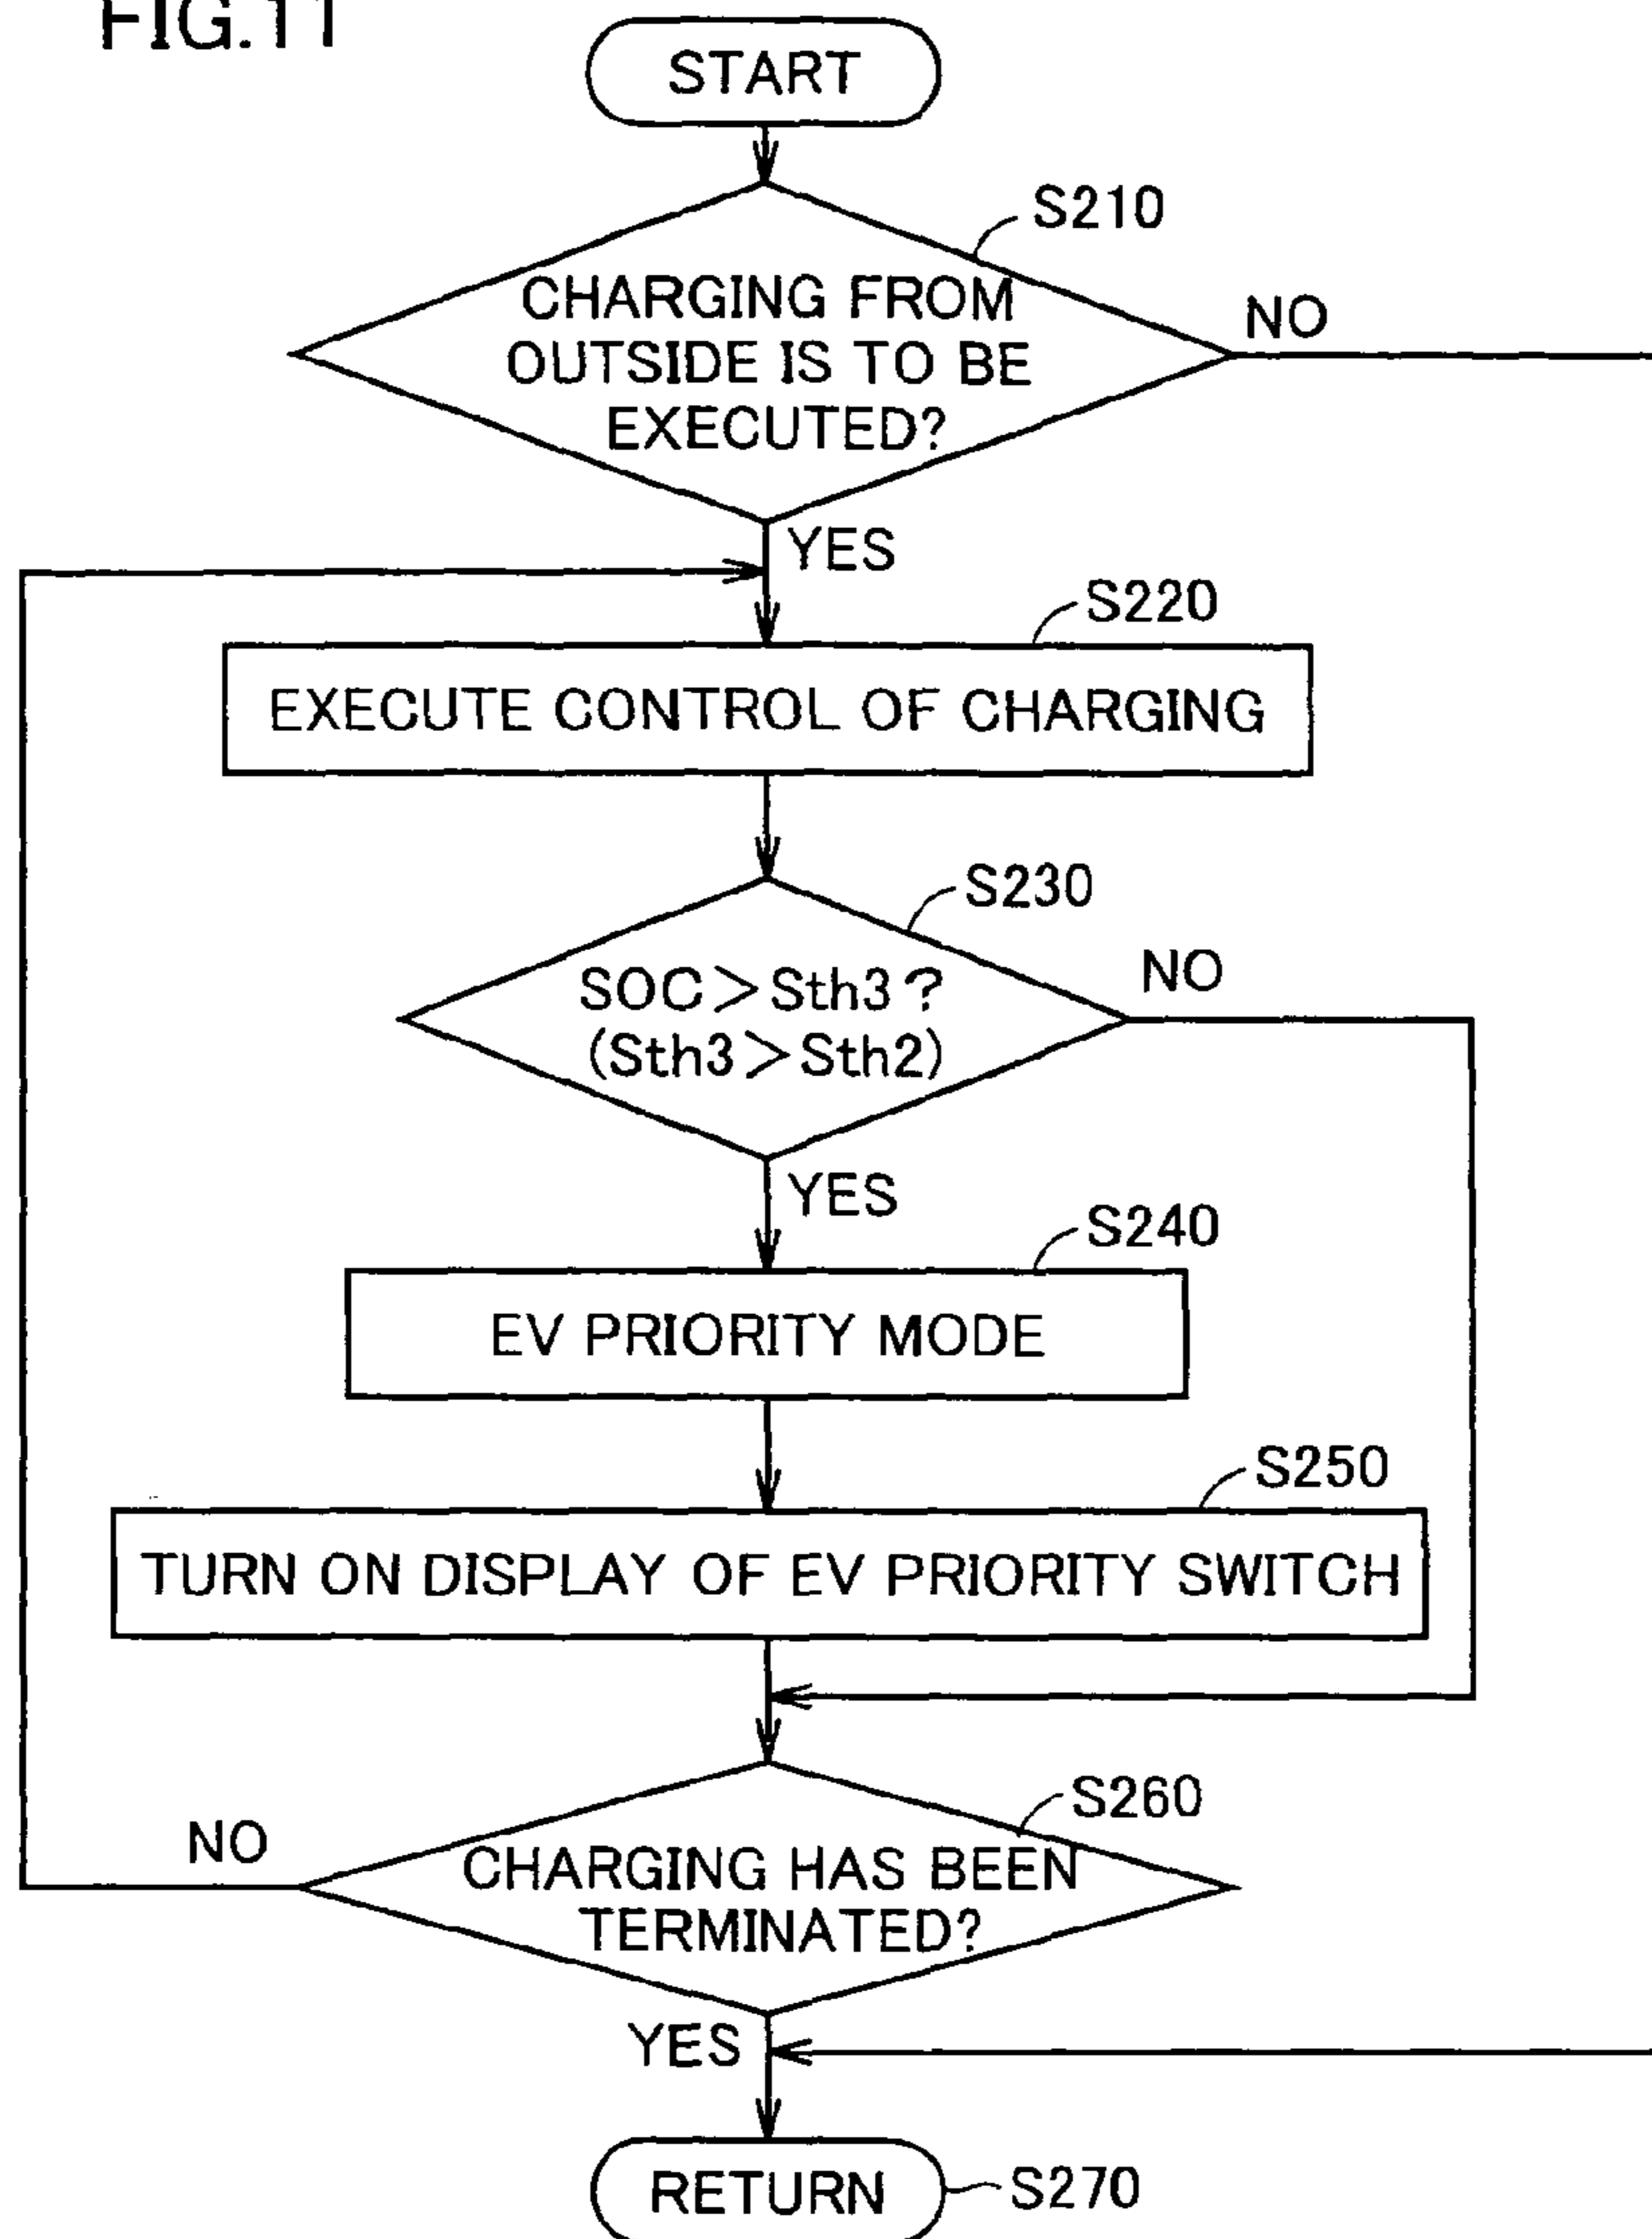 FIG.11
START
S210
CHARGING FROM
OUTSIDE IS TO BE
EXECUTED?
NO
YES
S220
EXECUTE CONTROL OF CHARGING
S230
SOC>Sth3?
(Sth3>Sth2)
NO
YES
S240
EV PRIORITY MODE
S250
TURN ON DISPLAY OF EV PRIORITY SWITCH
S260
NO
CHARGING HAS BEEN
TERMINATED?
YES
RETURN
S270